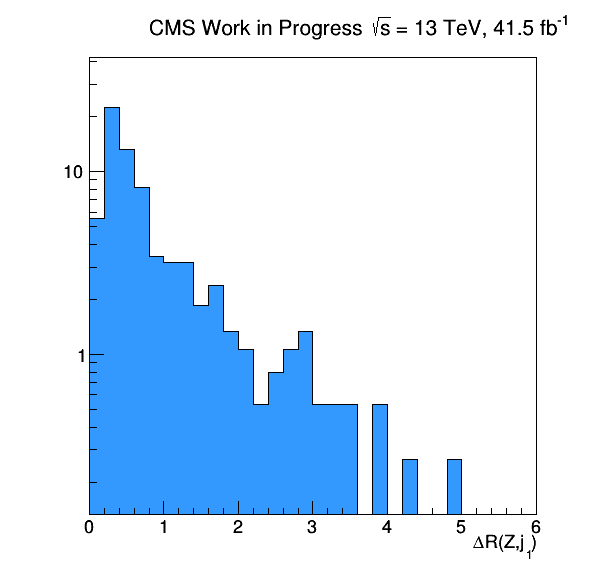 CMS Work in Progress √s = 13 TeV, 41.5 fb⁻¹
10
1
0 1 2 3 4 5 6
ΔR(Z,j₁)